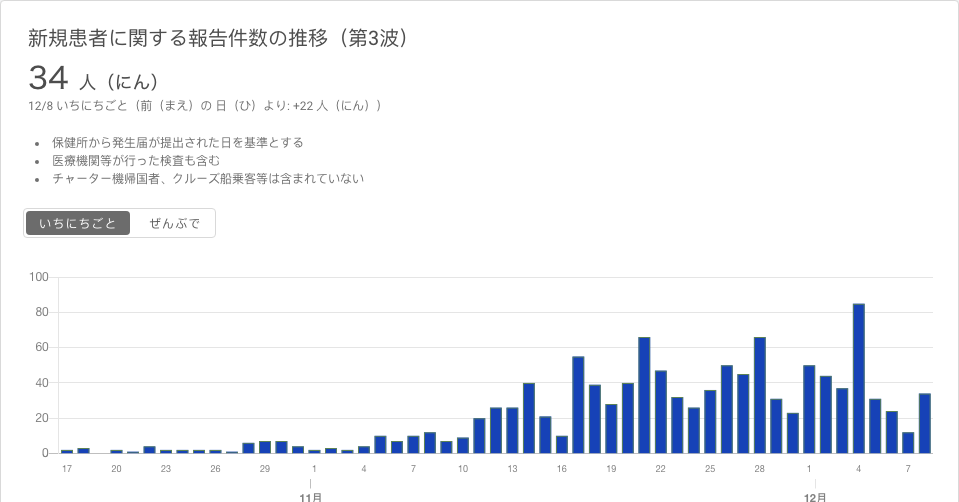 新規患者に関する報告件数の推移（第3波）
34 人（にん）
12/8 いちにちごと（前（まえ）の 日（ひ）より: +22 人（にん））
• 保健所から発生届が提出された日を基準とする
• 医療機関等が行った検査も含む
• チャーター機帰国者、クルーズ船乗客等は含まれていない
いちにちごと ぜんぶで
100
80
60
40
20
0
17 20 23 26 29 1 4 7 10 13 16 19 22 25 28 1 4 7
11月 12月